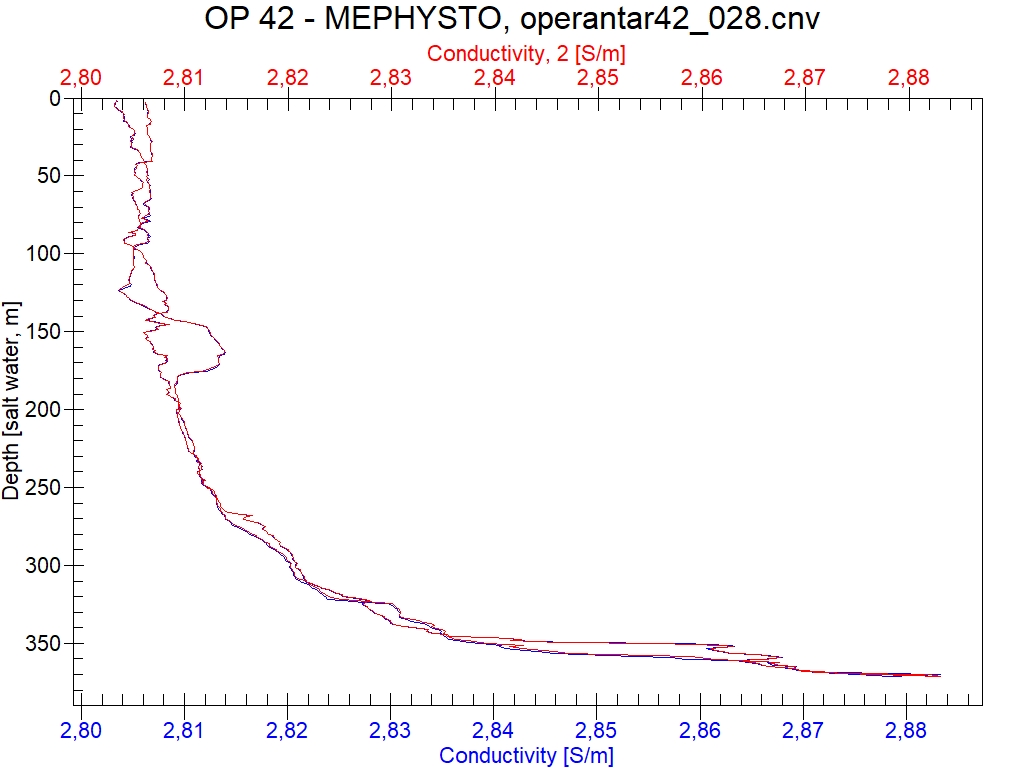 OP 42 - MEPHYSTO, operantar42_028.cnv
Conductivity, 2 [S/m]
2,80 2,81 2,82 2,83 2,84 2,85 2,86 2,87 2,88
0
50
100
150
200
250
300
350
Depth [salt water, m]
2,80 2,81 2,82 2,83 2,84 2,85 2,86 2,87 2,88
Conductivity [S/m]